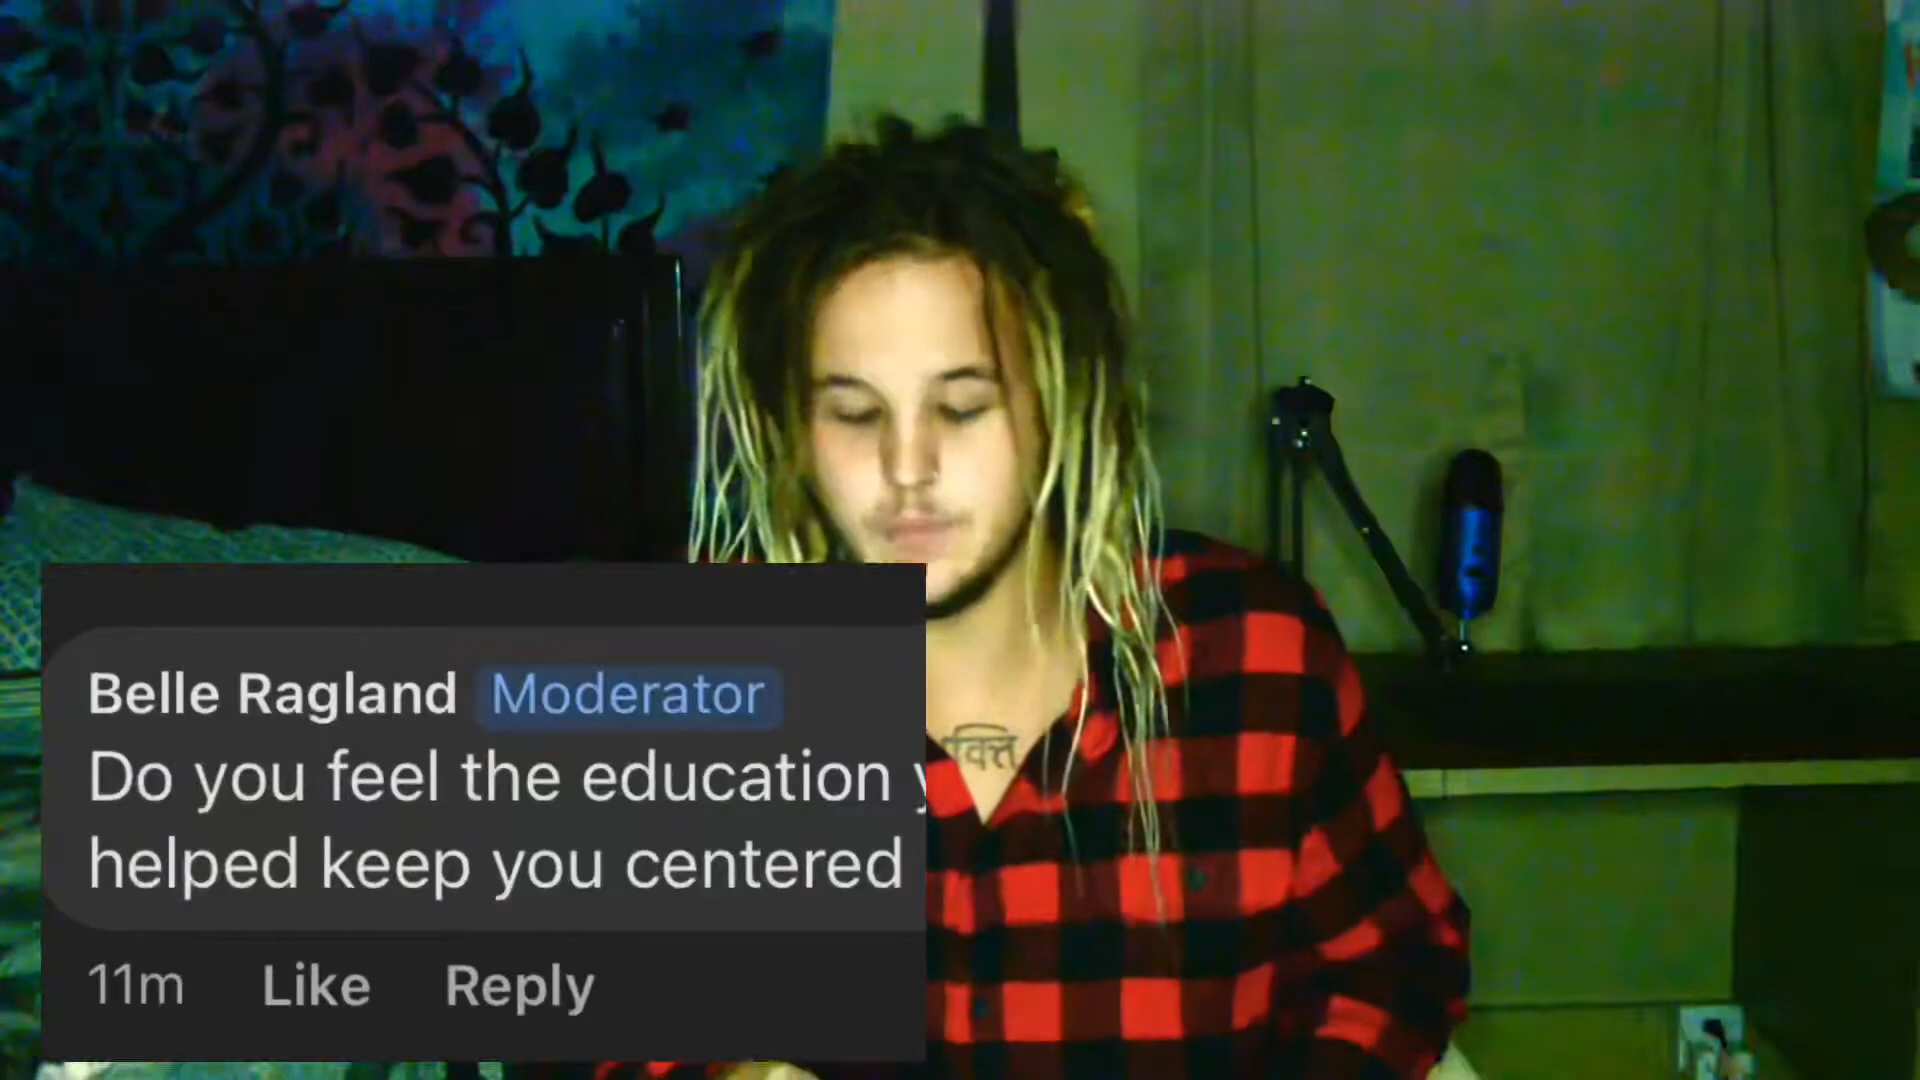 Belle Ragland Moderator
Do you feel the education
helped keep you centered
11m Like Reply